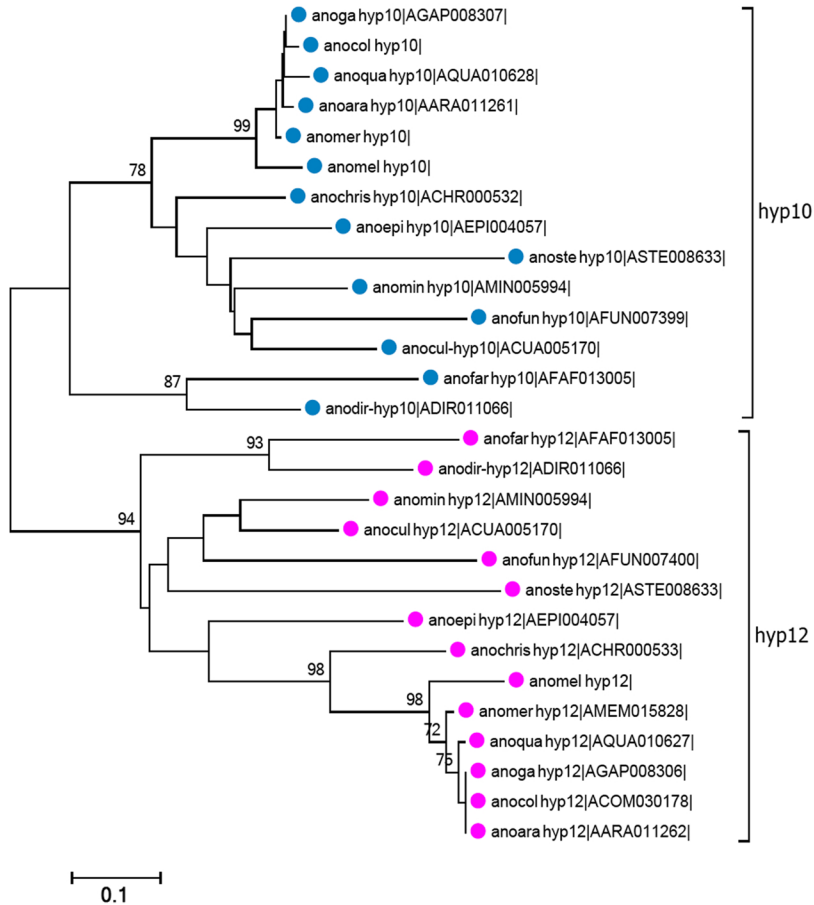 anoga hyp10|AGAP008307|
anocol hyp10|
anoqua hyp10|AQUA010628|
anoara hyp10|AARA011261|
99
anomer hyp10|
anomel hyp10|
78
anochris hyp10|ACHR000532|
hyp10
anoepi hyp10|AEPI004057|
anoste hyp10|ASTE008633|
anomin hyp10|AMIN005994|
anofun hyp10|AFUN007399|
anocul-hyp10|ACUA005170|
87
anofar hyp10|AFAF013005|
anodir-hyp10|ADIR011066|
93
anofar hyp12|AFAF013005|
anodir-hyp12|ADIR011066|
anomin hyp12|AMIN005994|
94
anocul hyp12|ACUA005170|
anofun hyp12|AFUN007400|
anoste hyp12|ASTE008633|
anoepi hyp12|AEPI004057|
hyp12
anochris hyp12|ACHR000533|
98
anomel hyp12|
98
anomer hyp12|AMEM015828|
72
anoqua hyp12|AQUA010627|
75
anoga hyp12|AGAP008306|
anocol hyp12|ACOM030178|
anoara hyp12|AARA011262|
0.1